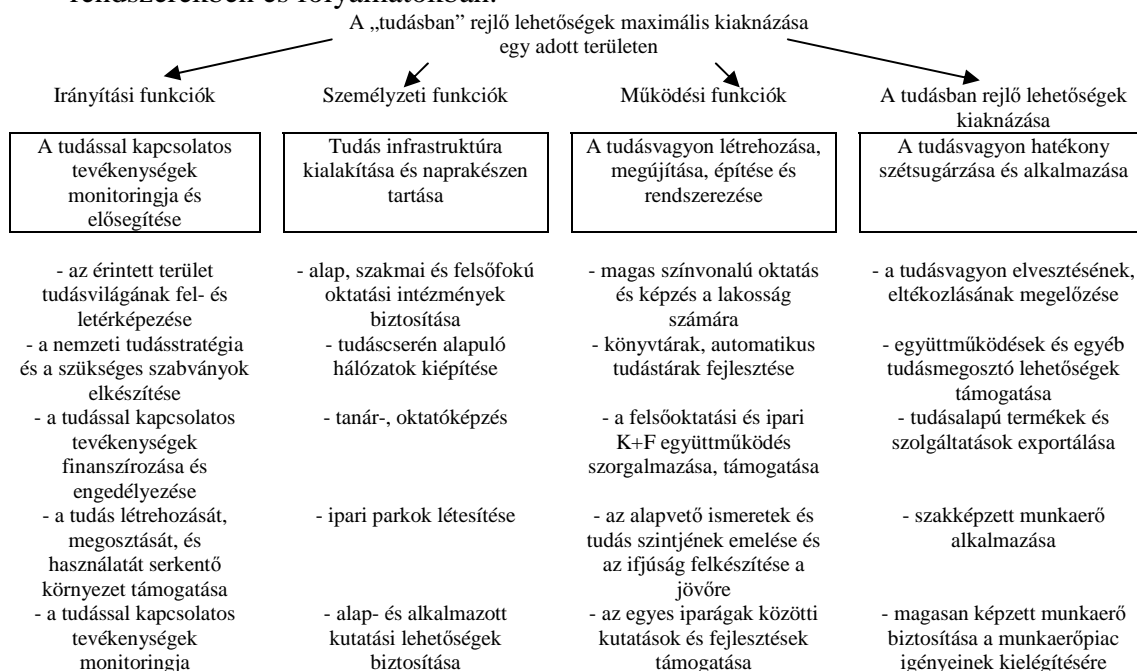 rendszerekben és folyamatokban.
A „tudásban” rejlő lehetőségek maximális kiaknázása
egy adott területen
Irányítási funkciók
Személyzeti funkciók
Működési funkciók
A tudásban rejlő lehetőségek
kiaknázása
A tudással kapcsolatos
tevékenységek
monitoringja és
elősegítése
Tudás infrastruktúra
kialakítása és naprakészen
tartása
A tudásvagyon létrehozása,
megújítása, építése és
rendszerezése
A tudásvagyon hatékony
szétsugárzása és alkalmazása
- az érintett terület
tudásvilágának fel- és
letérképezése
- alap, szakmai és felsőfokú
oktatási intézmények
biztosítása
- magas színvonalú oktatás
és képzés a lakosság
számára
- a tudásvagyon elvesztésének,
eltékozlásának megelőzése
- a nemzeti tudásstratégia
és a szükséges szabványok
elkészítése
- tudáscserén alapuló
hálózatok kiépítése
- könyvtárak, automatikus
tudástárak fejlesztése
- együttműködések és egyéb
tudásmegosztó lehetőségek
támogatása
- a tudással kapcsolatos
tevékenységek
finanszírozása és
engedélyezése
- tanár-, oktatóképzés
- a felsőoktatási és ipari
K+F együttműködés
szorgalmazása, támogatása
- tudásalapú termékek és
szolgáltatások exportálása
- a tudás létrehozását,
megosztását, és
használatát serkentő
környezet támogatása
- ipari parkok létesítése
- az alapvető ismeretek és
tudás szintjének emelése és
az ifjúság felkészítése a
jövőre
- szakképzett munkaerő
alkalmazása
- a tudással kapcsolatos
tevékenységek
monitoringja
- alap- és alkalmazott
kutatási lehetőségek
biztosítása
- az egyes iparágak közötti
kutatások és fejlesztések
támogatása
- magasan képzett munkaerő
biztosítása a munkaerőpiac
igényeinek kielégítésére